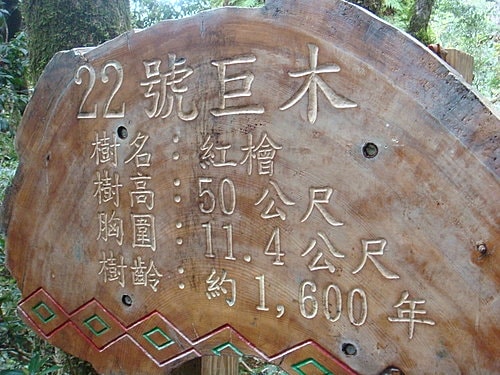 22號巨木
樹名：紅檜
樹高：50公尺
胸圍：11.4公尺
樹齡：約1,600年